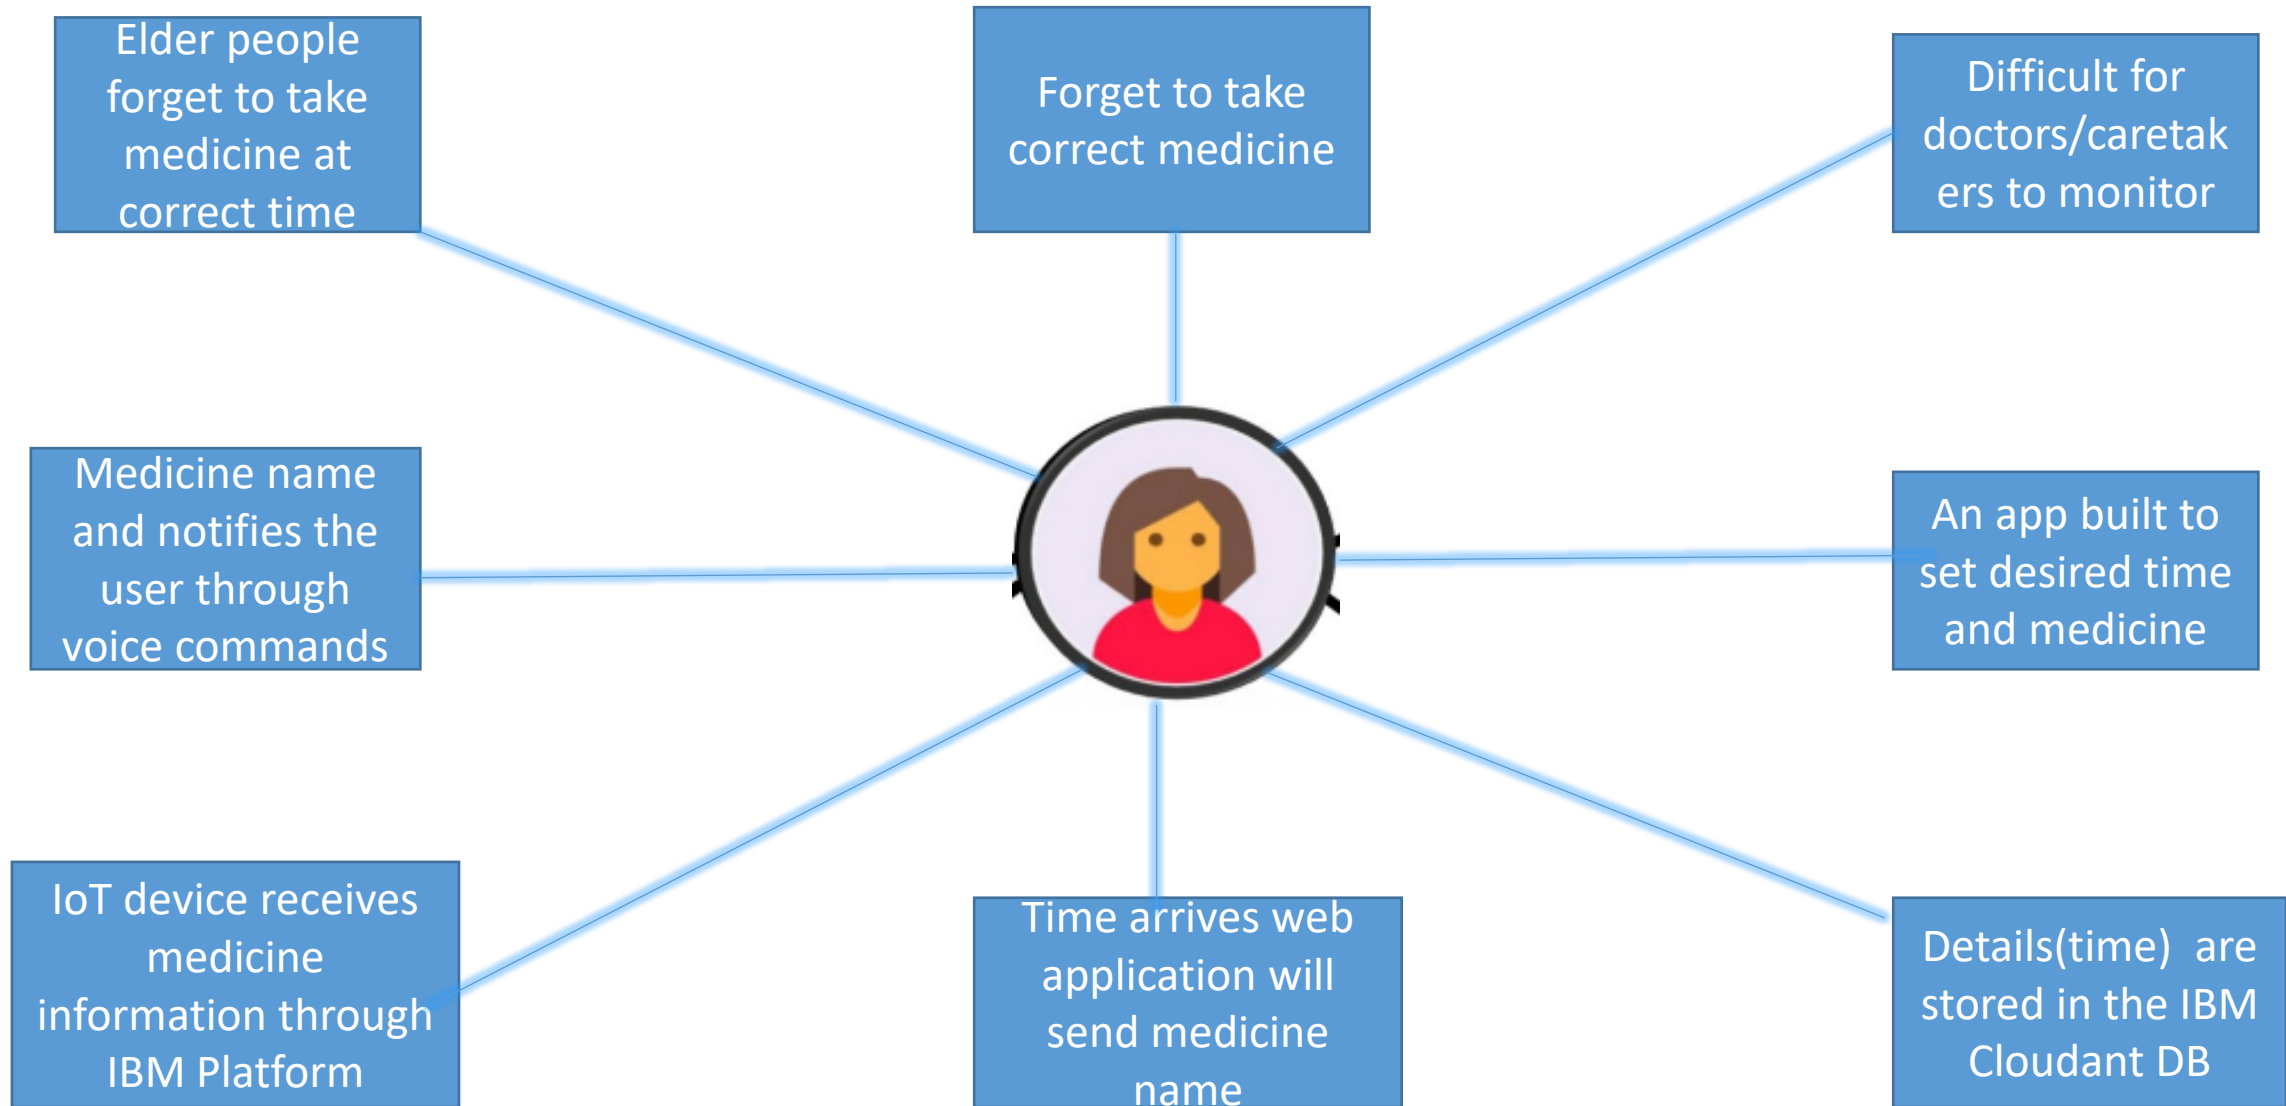 Elder people
forget to take
medicine at
correct time
Forget to take
correct medicine
Difficult for
doctors/caretak
ers to monitor
Medicine name
and notifies the
user through
voice commands
An app built to
set desired time
and medicine
IoT device receives
medicine
information through
IBM Platform
Time arrives web
application will
send medicine
name
Details(time)  are
stored in the IBM
Cloudant DB